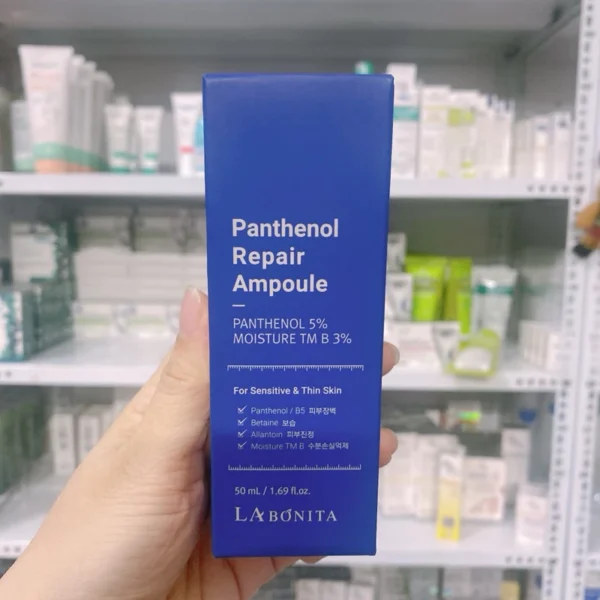 Panthenol
Repair
Ampoule
PANTHENOL 5%
MOISTURE TM B 3%
For Sensitive & Thin Skin
Panthenol / B5 피부장벽
Betaine 보습
Allantoin 피부진정
Moisture TM B 수분손실억제
50 mL / 1.69 fl.oz.
LABONITA